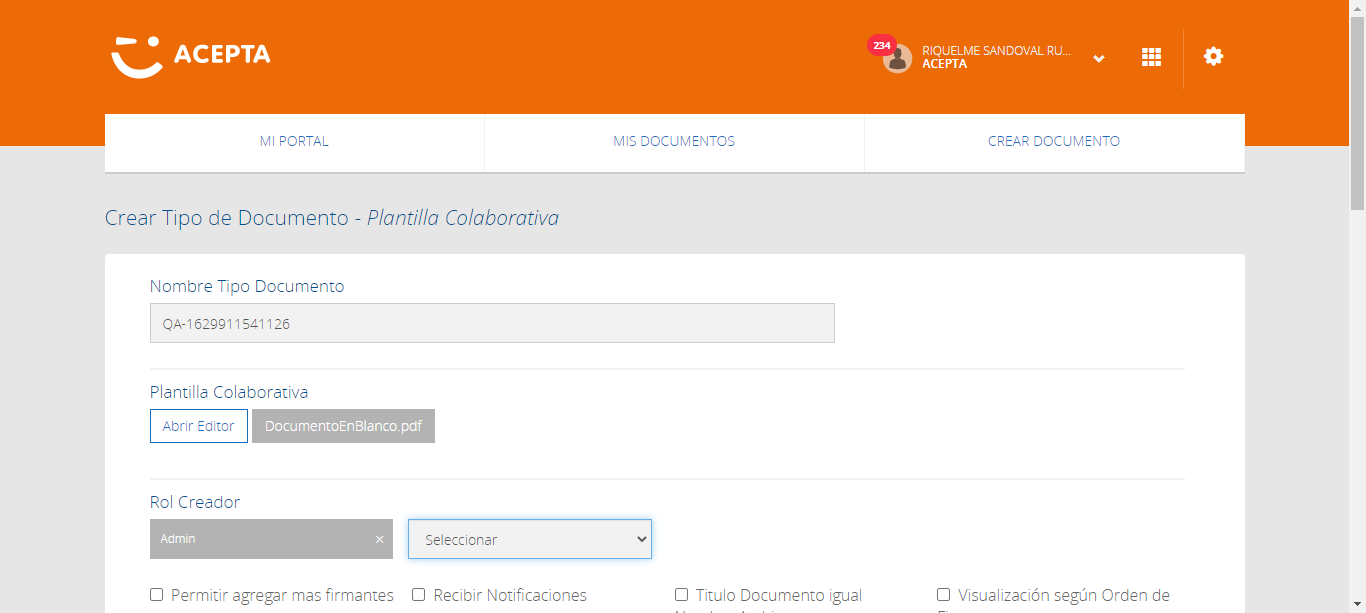 ACEPTA
234
RIQUELME SANDOVAL RU...
ACEPTA
MI PORTAL
MIS DOCUMENTOS
CREAR DOCUMENTO
Crear Tipo de Documento - Plantilla Colaborativa
Nombre Tipo Documento
QA-1629911541126
Plantilla Colaborativa
Abrir Editor
DocumentoEnBlanco.pdf
Rol Creador
Admin ×
Seleccionar
Permitir agregar mas firmantes
Recibir Notificaciones
Titulo Documento igual
Visualización según Orden de